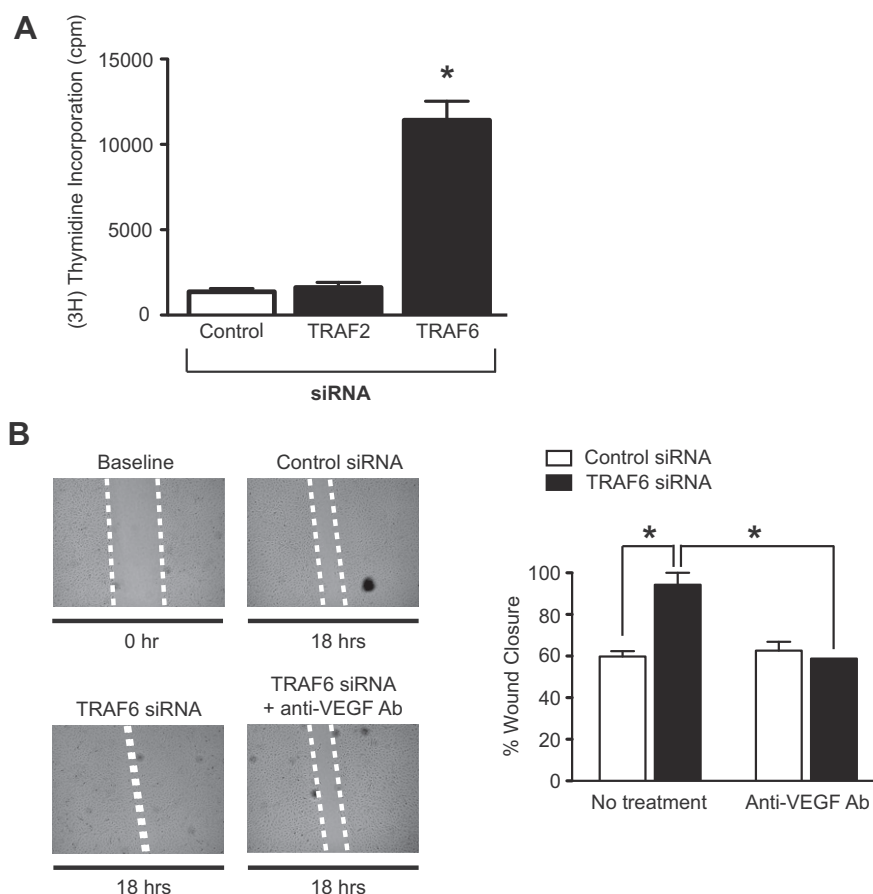 A
(3H) Thymidine Incorporation (cpm)
15000
*
10000
5000
0
Control TRAF2 TRAF6
siRNA
B
Baseline
0 hr
Control siRNA
18 hrs
TRAF6 siRNA
18 hrs
TRAF6 siRNA
+ anti-VEGF Ab
18 hrs
Control siRNA
TRAF6 siRNA
* *
% Wound Closure
100
80
60
40
20
0
No treatment Anti-VEGF Ab